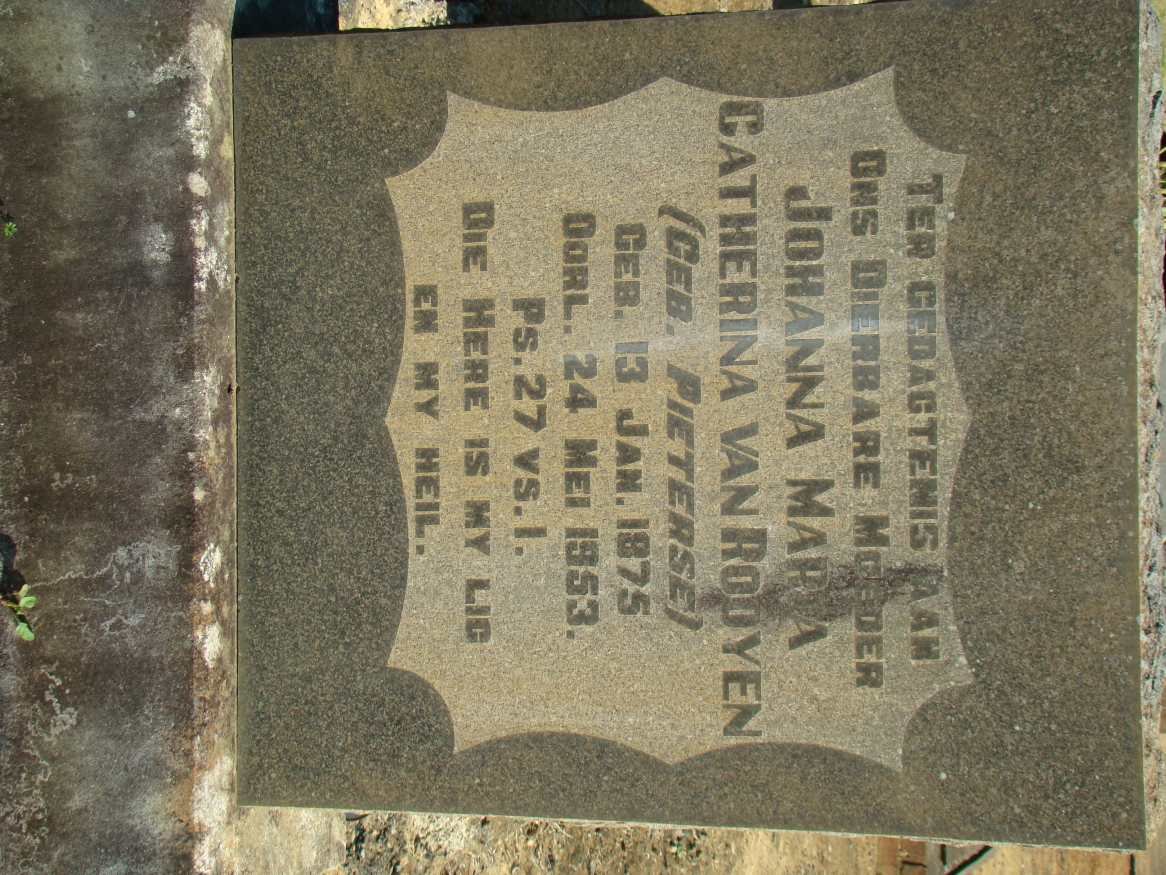 TER GEDAGTENIS AAN
ONS DIERBARE MOEDER
JOHANNA MARIA
CATHERINA VAN ROOYEN
(GEB. PIETERSE)
GEB. 13 JAN. 1875
OORL. 24 MEI 1953.
PS. 27 VS. 1.
DIE HERE IS MY LIG
EN MY HEIL.